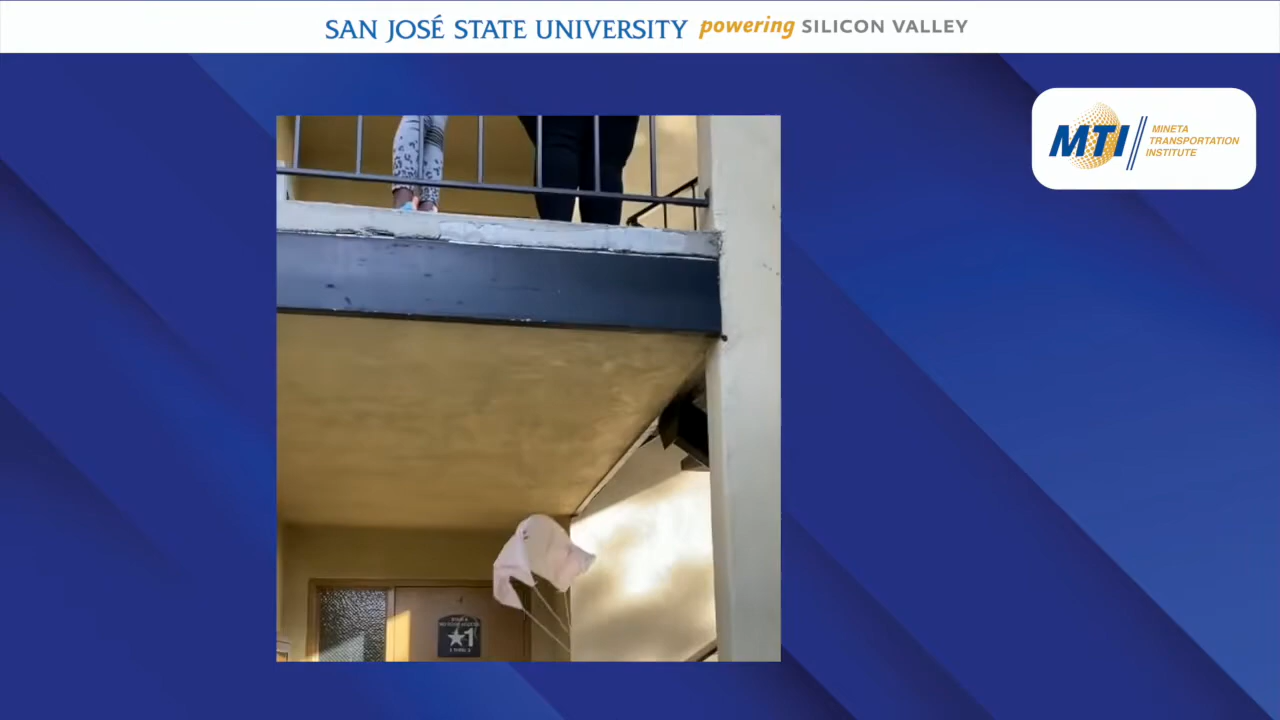 SAN JOSÉ STATE UNIVERSITY powering SILICON VALLEY
MTI MINETA
TRANSPORTATION
INSTITUTE
★1